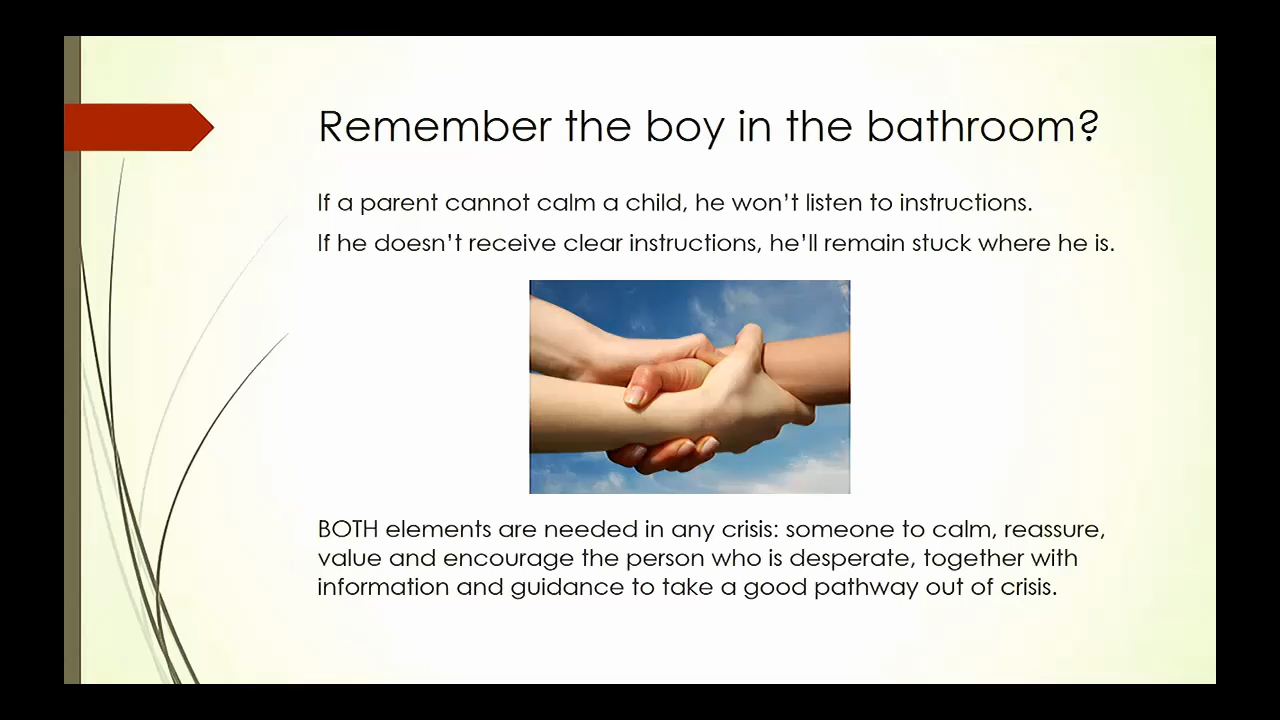 Remember the boy in the bathroom?
If a parent cannot calm a child, he won’t listen to instructions.
If he doesn’t receive clear instructions, he’ll remain stuck where he is.
BOTH elements are needed in any crisis: someone to calm, reassure,
value and encourage the person who is desperate, together with
information and guidance to take a good pathway out of crisis.